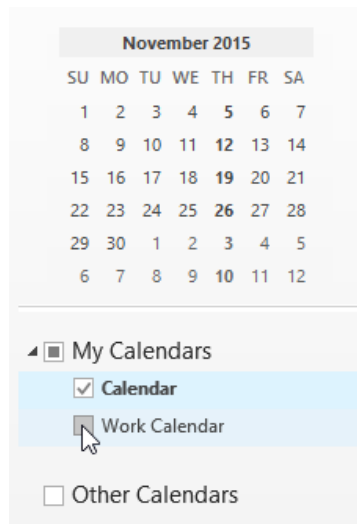 November 2015
SU MO TU WE TH FR SA
1 2 3 4 5 6 7
8 9 10 11 12 13 14
15 16 17 18 19 20 21
22 23 24 25 26 27 28
29 30 1 2 3 4 5
6 7 8 9 10 11 12
My Calendars
Calendar
Work Calendar
Other Calendars